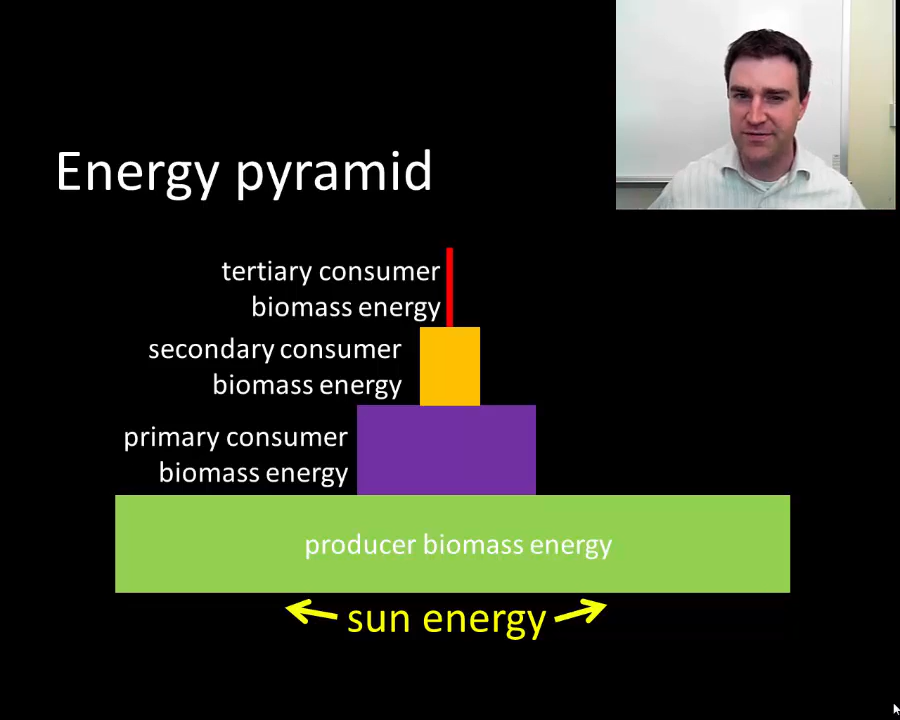 Energy pyramid
tertiary consumer
biomass energy
secondary consumer
biomass energy
primary consumer
biomass energy
producer biomass energy
sun energy